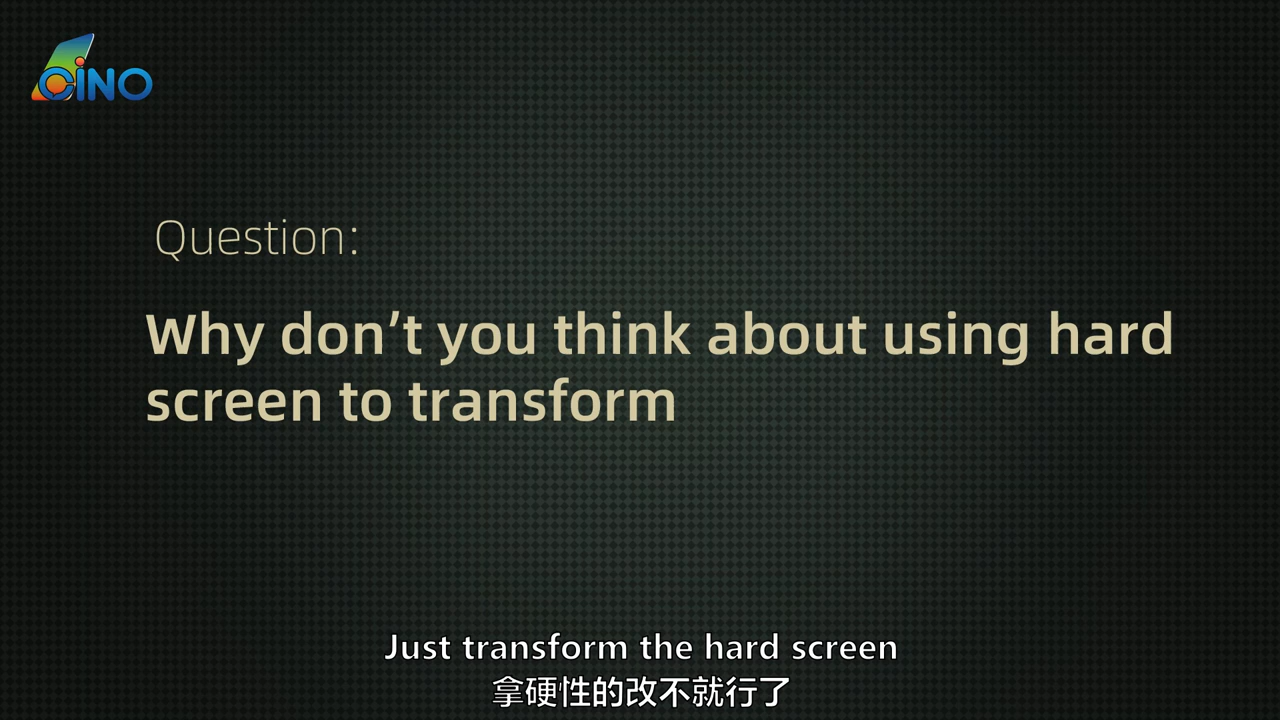 CINO
Question:
Why don’t you think about using hard
screen to transform
Just transform the hard screen
拿硬性的改不就行了